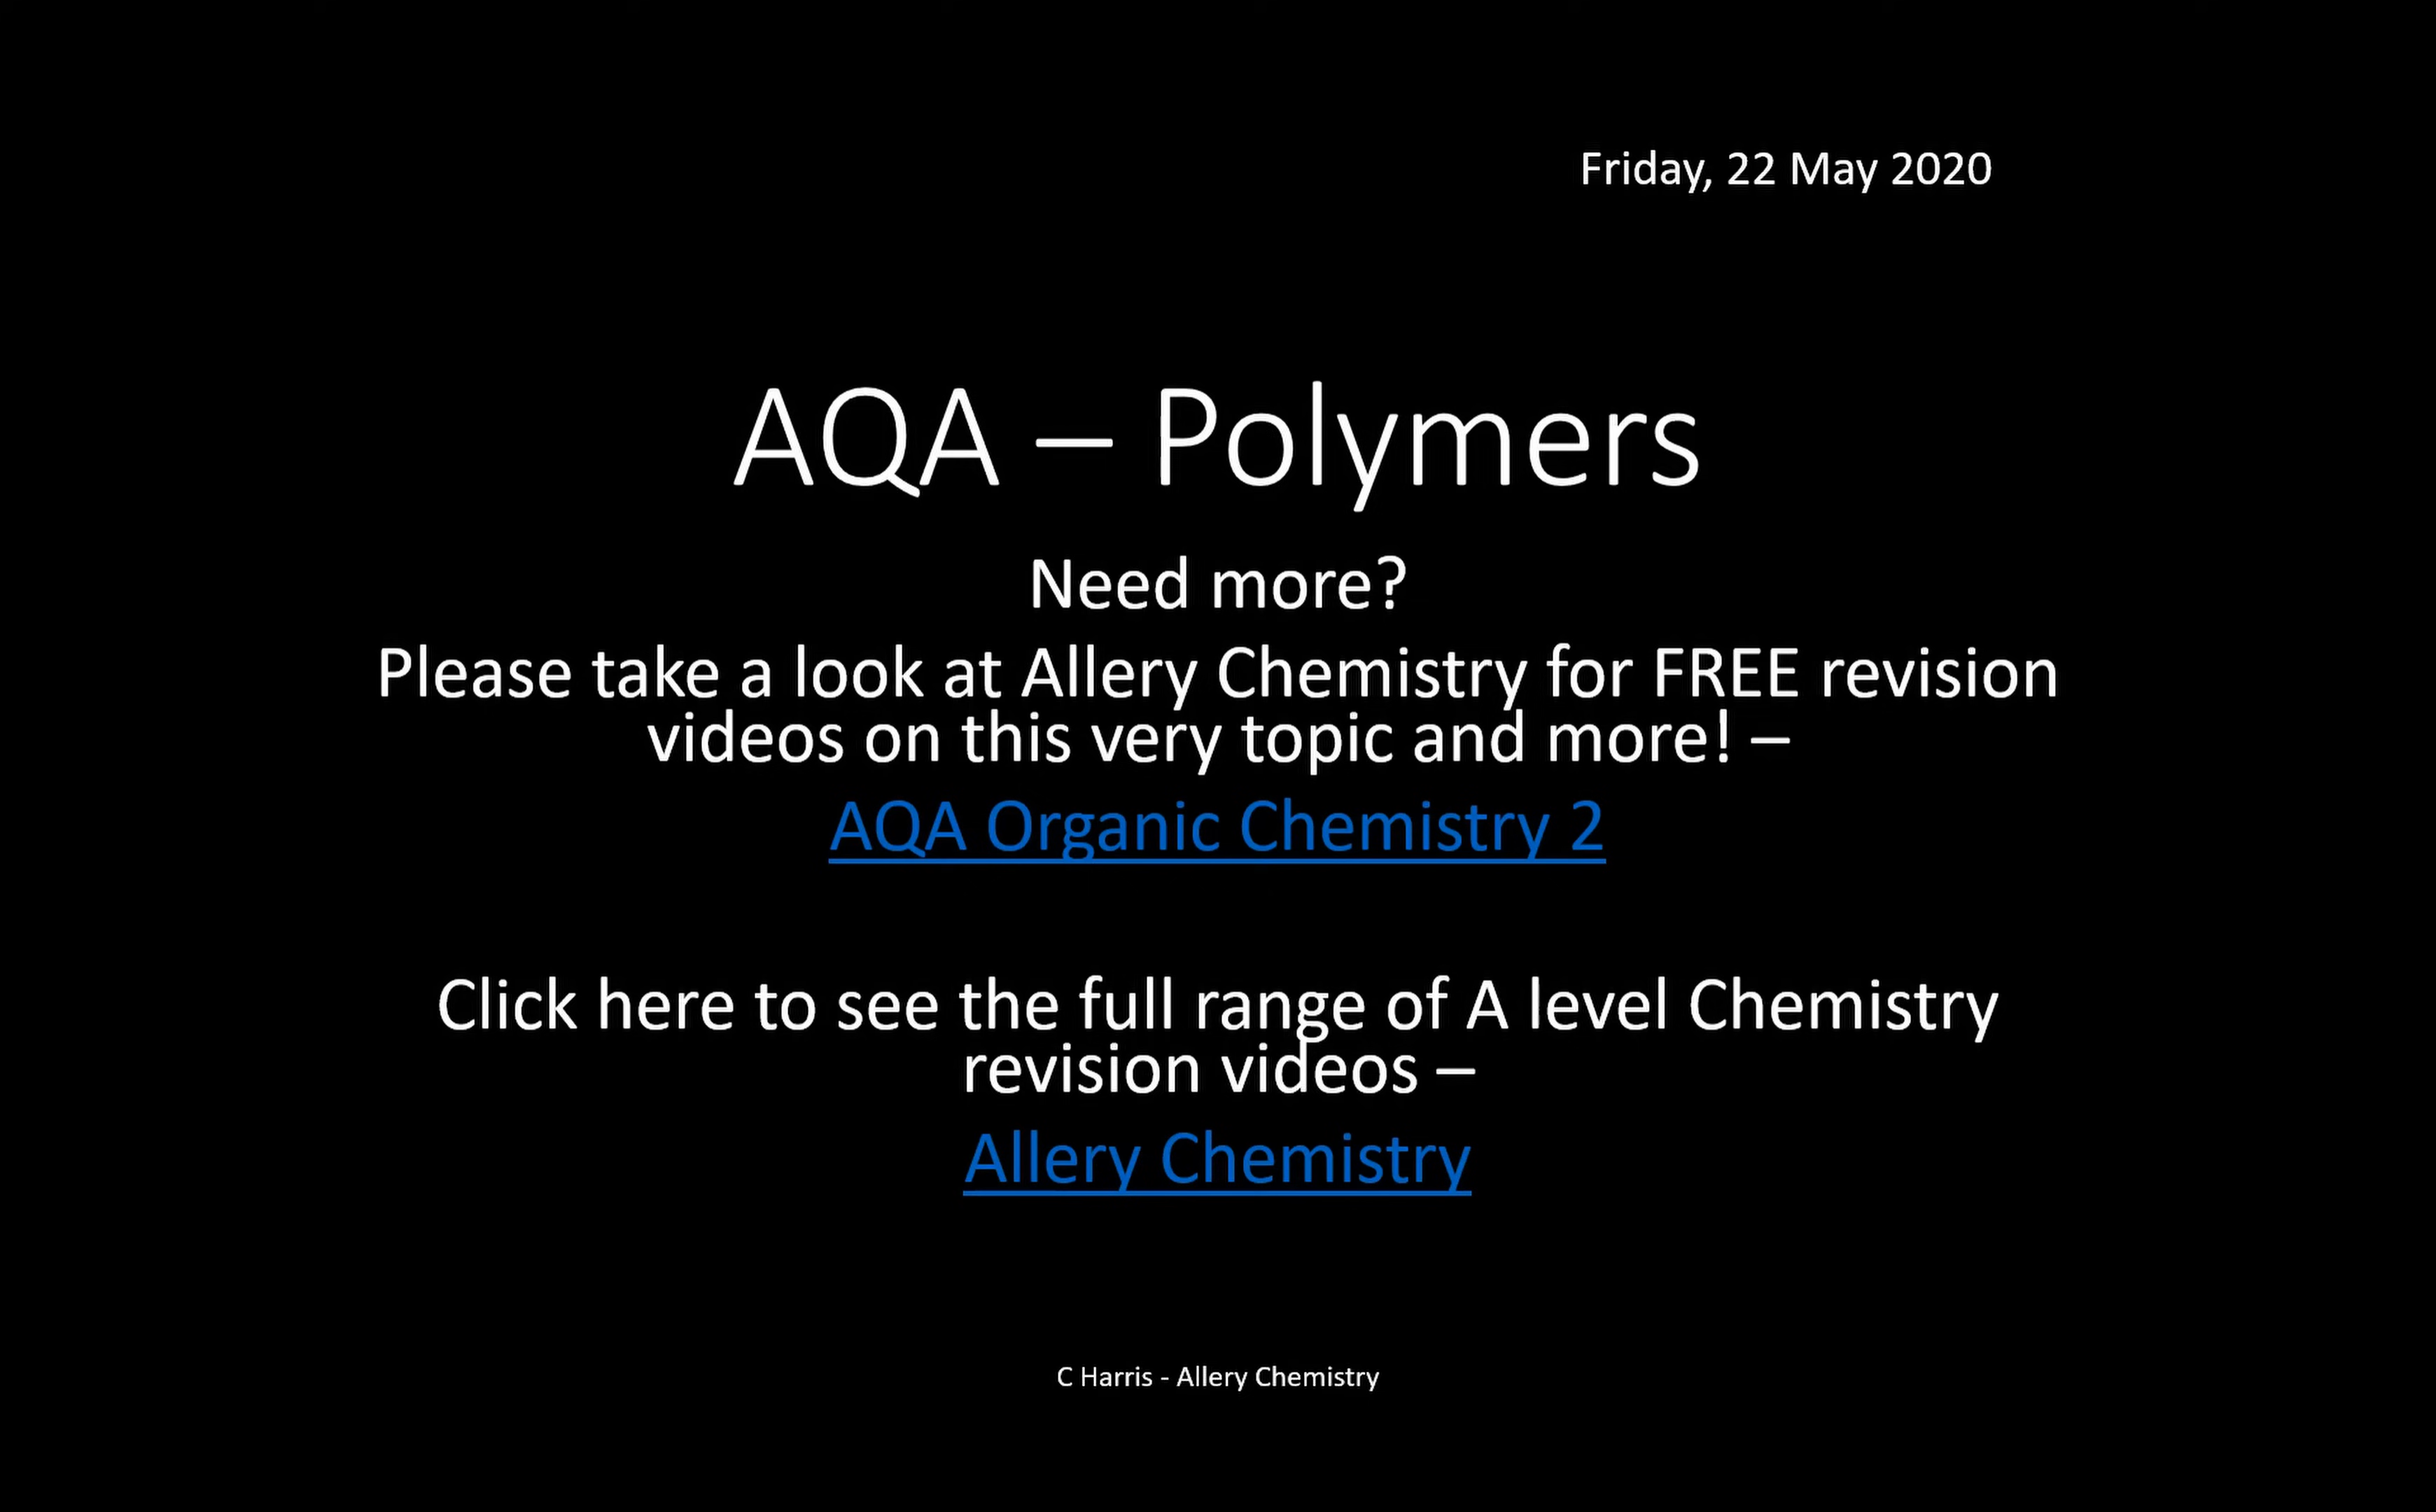 Friday, 22 May 2020
AQA – Polymers
Need more?
Please take a look at Allery Chemistry for FREE revision
videos on this very topic and more! –
AQA Organic Chemistry 2
Click here to see the full range of A level Chemistry
revision videos –
Allery Chemistry
C Harris - Allery Chemistry